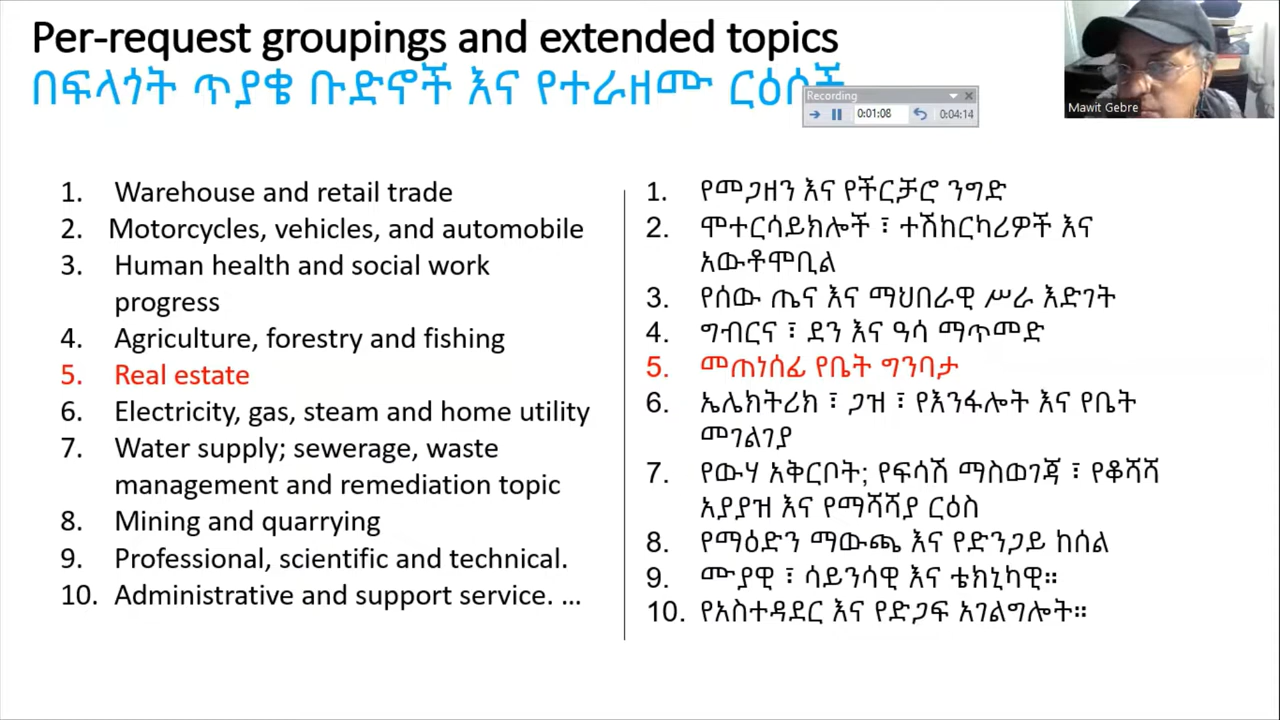 Per-request groupings and extended topics
በፍላጎት ጥያቄ ቡድኖች እና የተራዘሙ ርዕሶች
Recording
0:01:08
0:04:14
Mawit Gebre
1. Warehouse and retail trade
2. Motorcycles, vehicles, and automobile
3. Human health and social work
progress
4. Agriculture, forestry and fishing
5. Real estate
6. Electricity, gas, steam and home utility
7. Water supply; sewerage, waste
management and remediation topic
8. Mining and quarrying
9. Professional, scientific and technical.
10. Administrative and support service. ...
1. የመጋዘን እና የችርቻሮ ንግድ
2. ሞተርሳይክሎች ፣ ተሽከርካሪዎች እና
አውቶሞቢል
3. የሰው ጤና እና ማህበራዊ ሥራ እድገት
4. ግብርና ፣ ደን እና ዓሳ ማጥመድ
5. መጠነሰፊ የቤት ግንባታ
6. ኤሌክትሪክ ፣ ጋዝ ፣ የእንፋሎት እና የቤት
መገልገያ
7. የውሃ አቅርቦት; የፍሳሽ ማስወገጃ ፣ የቆሻሻ
አያያዝ እና የማሻሻያ ርዕስ
8. የማዕድን ማውጫ እና የድንጋይ ከሰል
9. ሙያዊ ፣ ሳይንሳዊ እና ቴክኒካዊ።
10. የአስተዳደር እና የድጋፍ አገልግሎት።